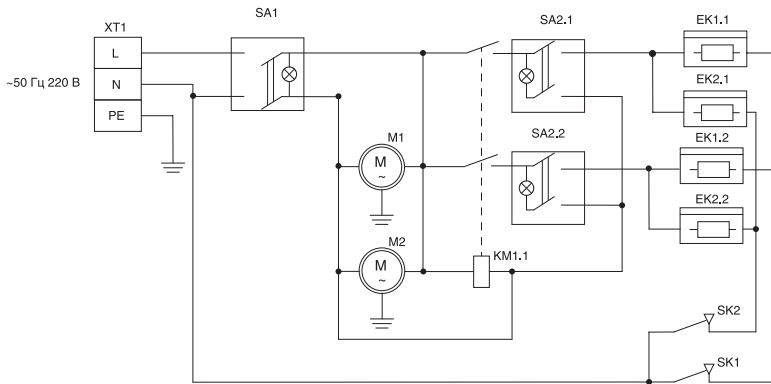 XT1
SA1
SA2.1
EK1.1
L
~50 Гц 220 В
N
EK2.1
PE
SA2.2
M1
EK1.2
M
~
EK2.2
M2
M
~
KM1.1
SK2
SK1